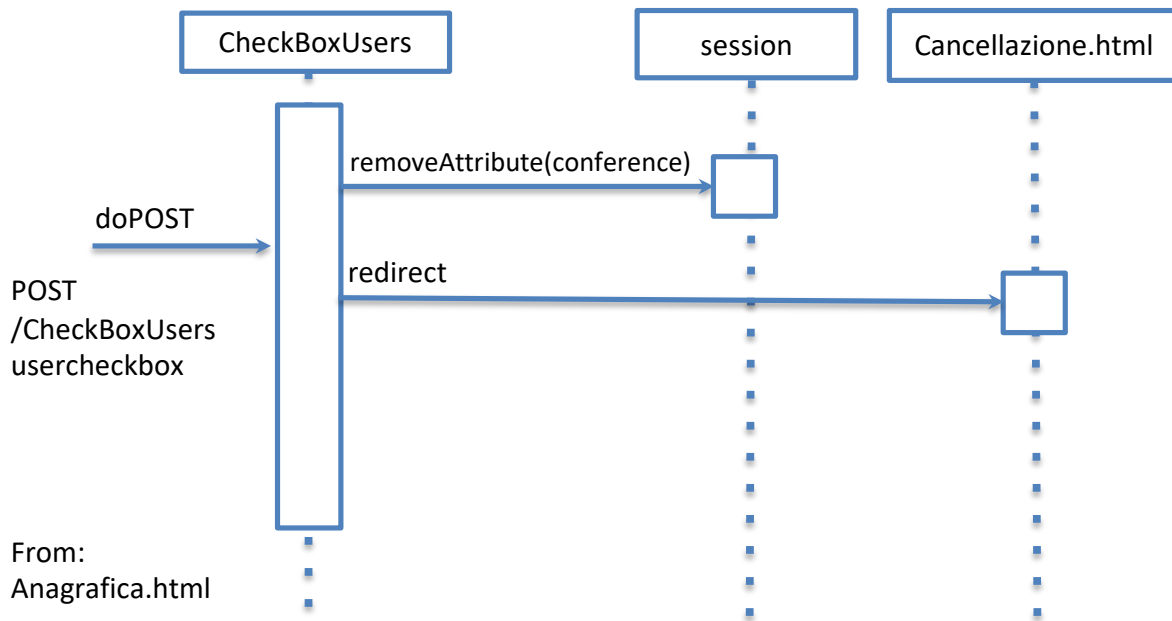 CheckBoxUsers
session
Cancellazione.html
removeAttribute(conference)
doPOST
redirect
POST
/CheckBoxUsers
usercheckbox
From:
Anagrafica.html